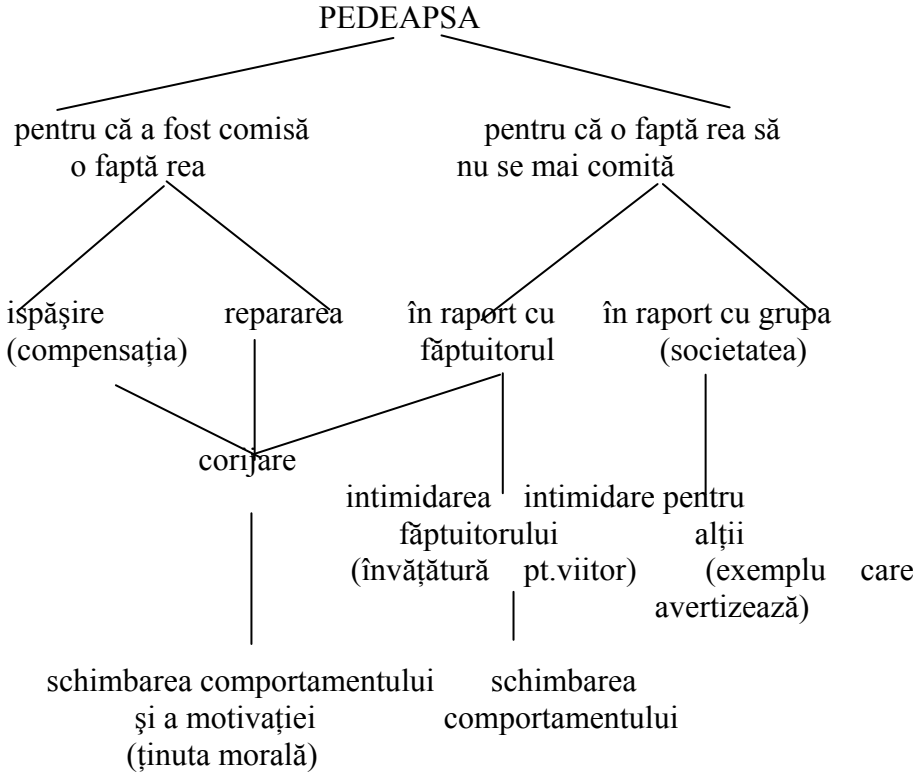 PEDEAPSA
pentru că a fost comisă
o faptă rea
pentru că o faptă rea să
nu se mai comită
ispăşire
(compensația)
repararea
în raport cu
făptuitorul
în raport cu grupa
(societatea)
corijare
intimidarea
făptuitorului
(învățătură pt.viitor)
intimidare pentru
alții
(exemplu care
avertizează)
schimbarea comportamentului
şi a motivației
(ținuta morală)
schimbarea
comportamentului